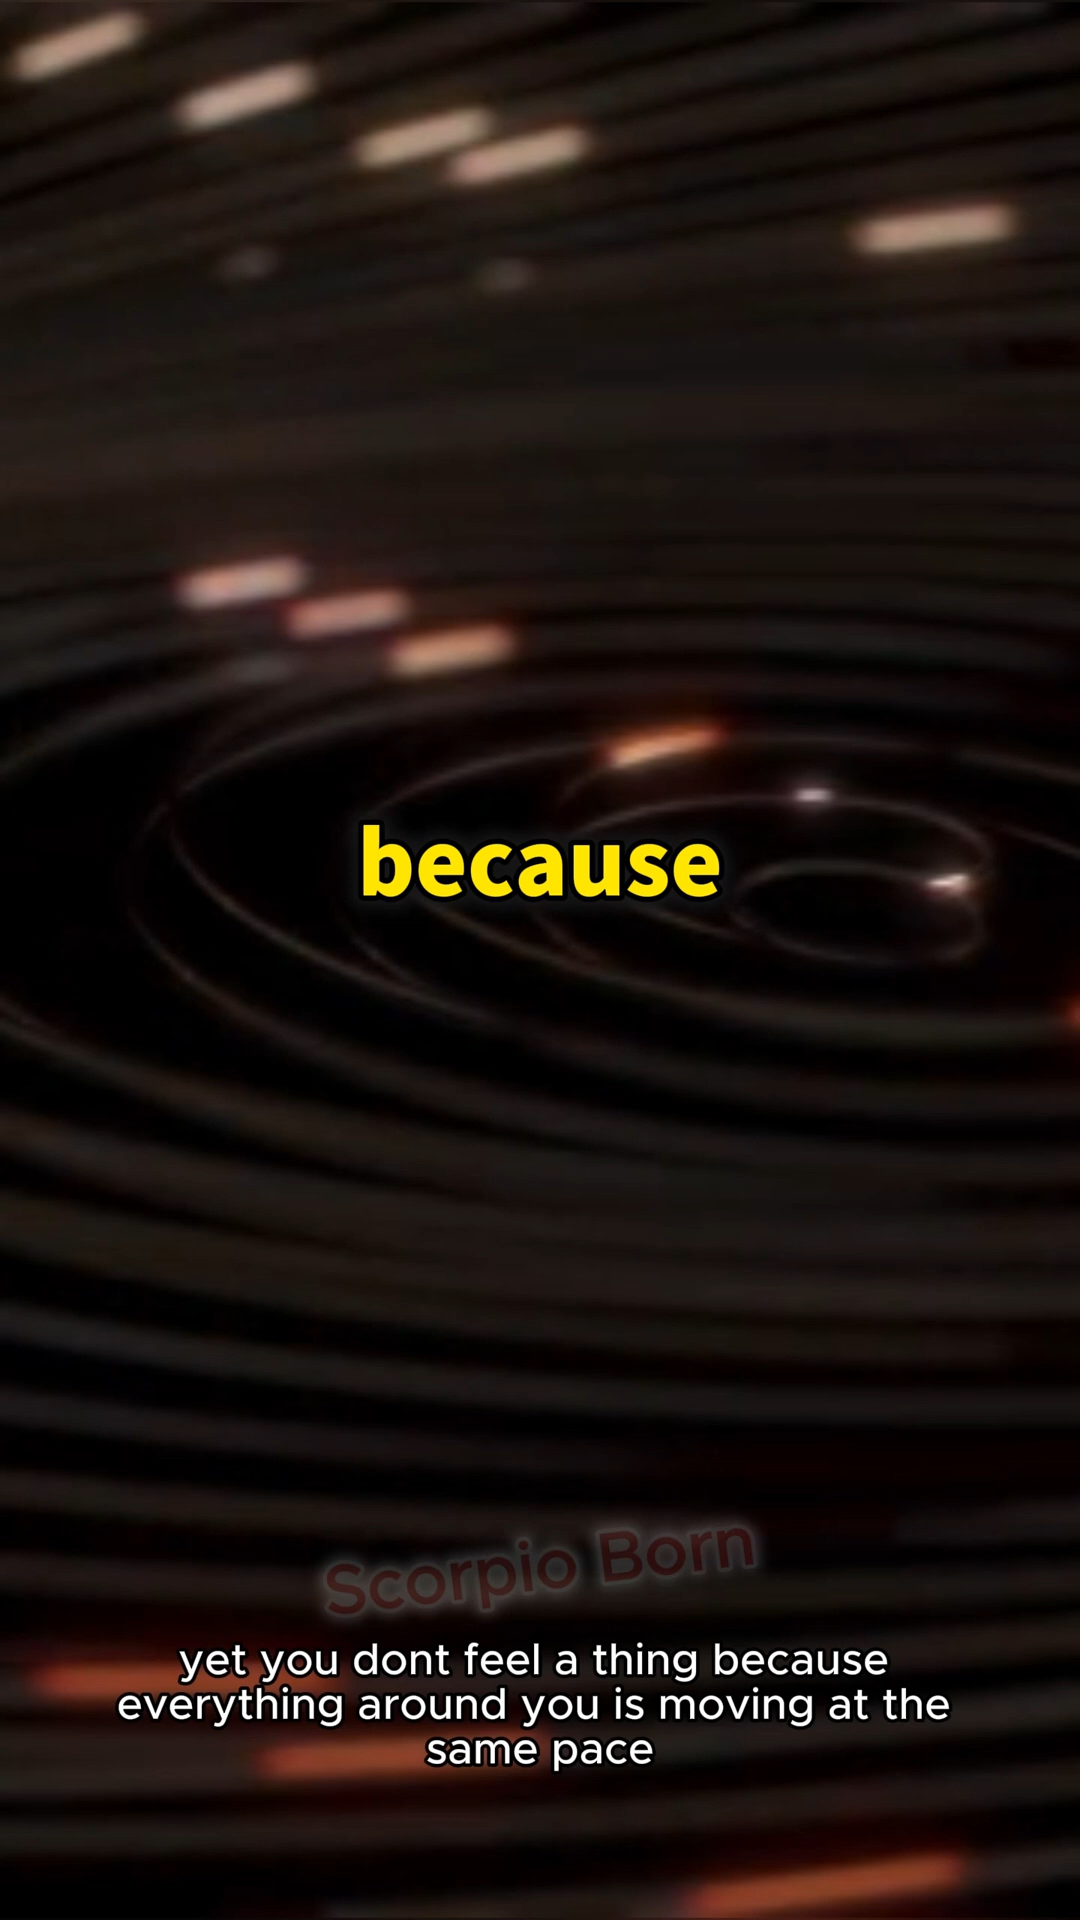 because
Scorpio Born
yet you dont feel a thing because
everything around you is moving at the
same pace